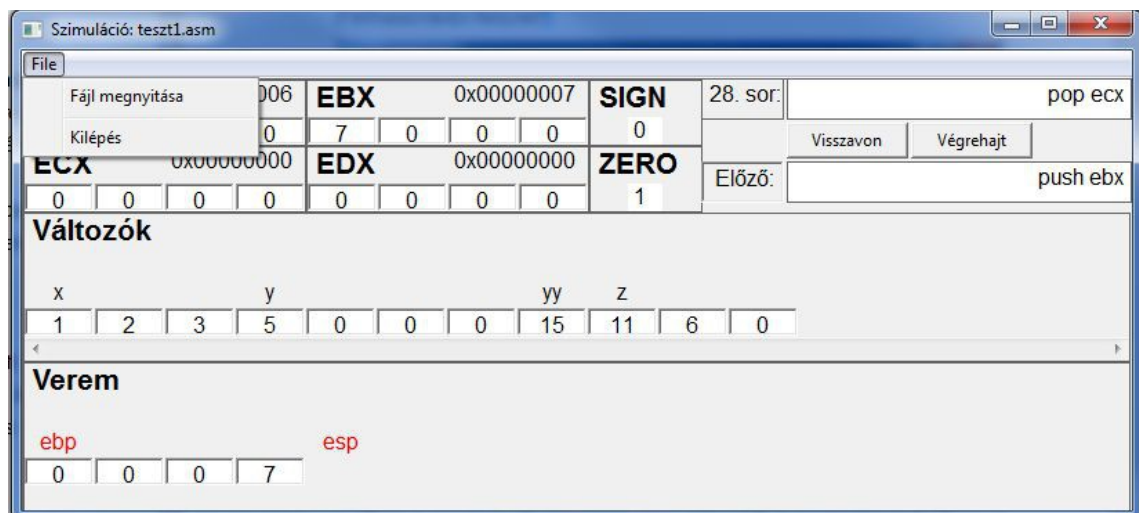 Szimuláció: teszt1.asm
File
Fájl megnyitása
Kilépés
006 EBX 0x00000007 SIGN 28. sor: pop ecx
0 7 0 0 0 0 Visszavon Végrehajt
ECX 0x00000000 EDX 0x00000000 ZERO Előző: push ebx
0 0 0 0 0 0 0 0 1
Változók
x y yy z
1 2 3 5 0 0 0 15 11 6 0
Verem
ebp esp
0 0 0 7